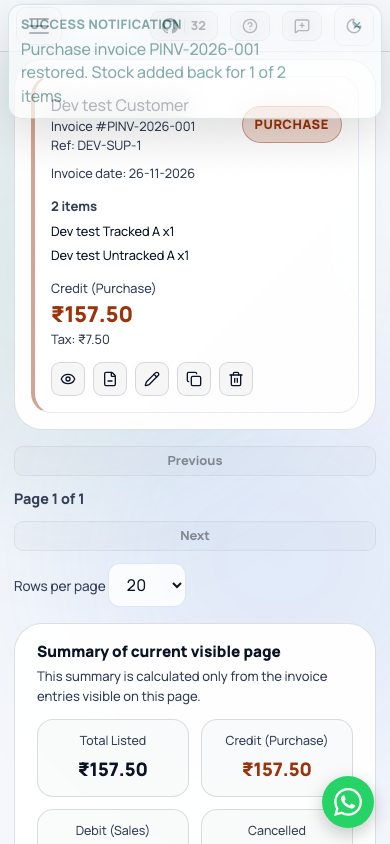 SUCCESS NOTIFICATION
32
Purchase invoice PINV-2026-001
restored. Stock added back for 1 of 2
items.
Dev test Customer
Invoice #PINV-2026-001
PURCHASE
Ref: DEV-SUP-1
Invoice date: 26-11-2026
2 items
Dev test Tracked A x1
Dev test Untracked A x1
Credit (Purchase)
₹157.50
Tax: ₹7.50
Previous
Page 1 of 1
Next
Rows per page 20
Summary of current visible page
This summary is calculated only from the invoice
entries visible on this page.
Total Listed
₹157.50
Credit (Purchase)
₹157.50
Debit (Sales)
Cancelled